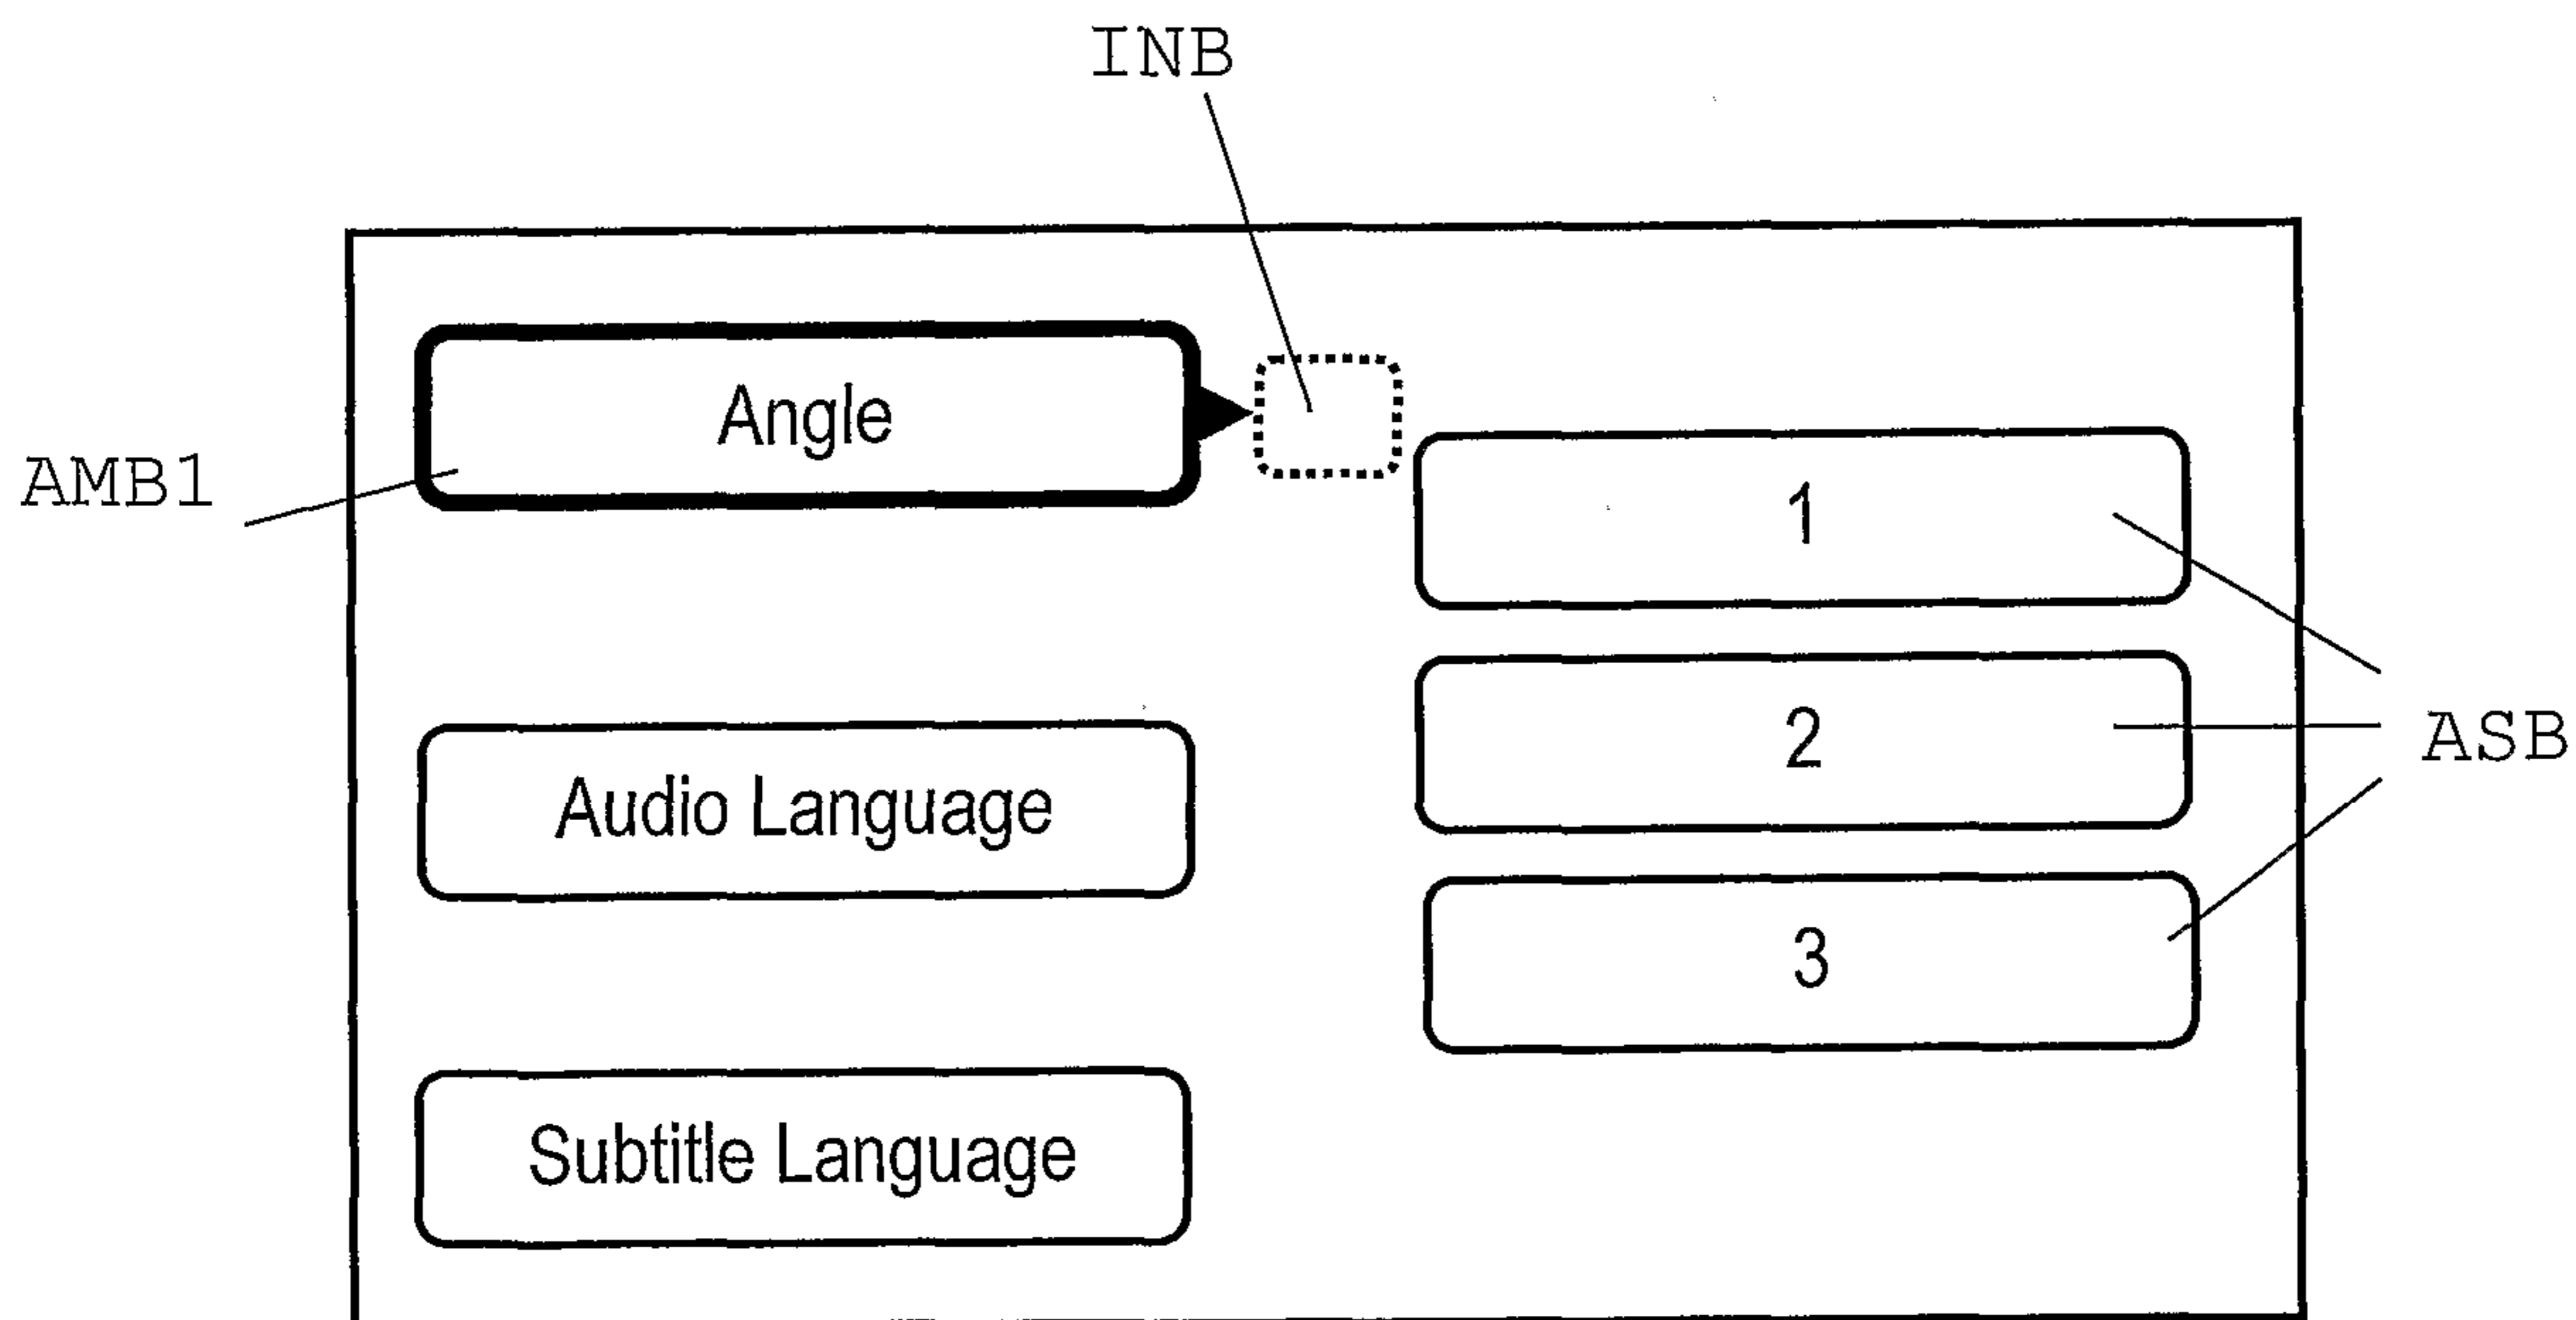 INB
Angle
AMB1
1
2
ASB
Audio Language
3
Subtitle Language